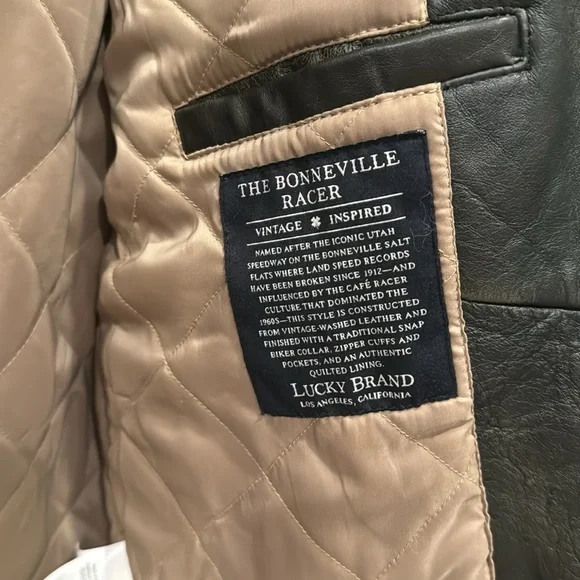 THE BONNEVILLE
RACER
VINTAGE INSPIRED
NAMED AFTER THE ICONIC UTAH
SPEEDWAY ON THE BONNEVILLE SALT
FLATS WHERE LAND SPEED RECORDS
HAVE BEEN BROKEN SINCE 1912—AND
INFLUENCED BY THE CAFÉ RACER
CULTURE THAT DOMINATED THE
1960S—THIS STYLE IS CONSTRUCTED
FROM VINTAGE-WASHED LEATHER AND
FINISHED WITH A TRADITIONAL SNAP
BIKER COLLAR, ZIPPER CUFFS AND
POCKETS, AND AN AUTHENTIC
QUILTED LINING.
LUCKY BRAND
LOS ANGELES, CALIFORNIA